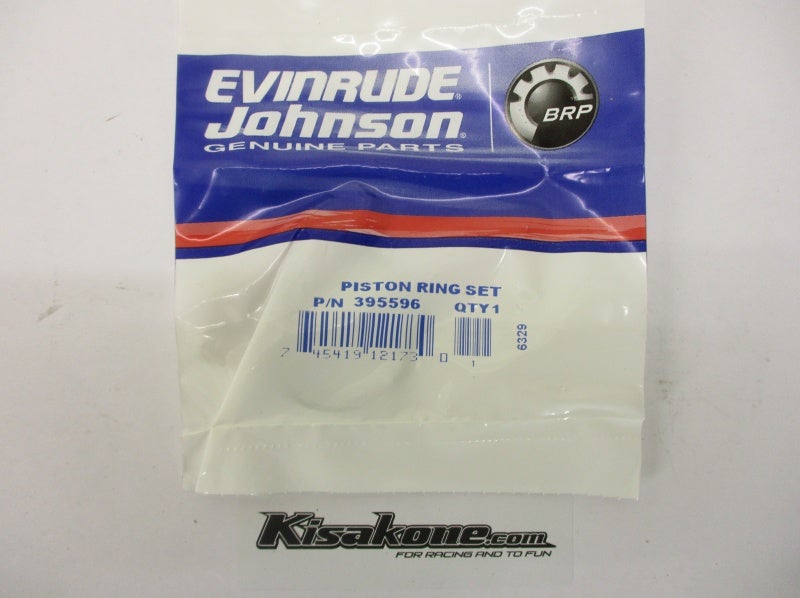 EVINRUDE®
Johnson®
GENUINE PARTS
BRP
PISTON RING SET
P/N 395596 QTY1
7 45419 12173 0
1
6329
Kisakone.com
FOR RACING AND TO FUN